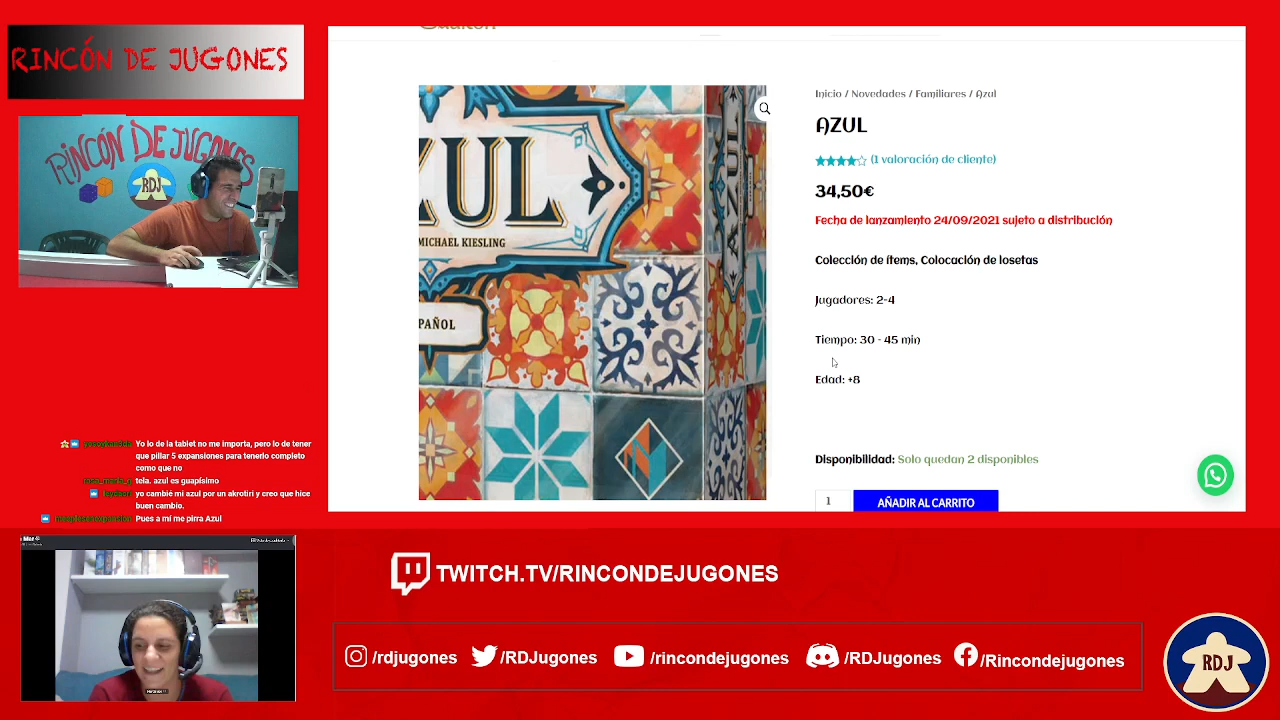 RINCÓN DE JUGONES
RINCÓN DE JUGONES
RDJ
Yo lo de la tablet no me importa, pero lo de tener
que pillar 5 expansiones para tenerlo completo
como que no
tela. azul es guapísimo
yo cambié mi azul por un akrotiri y creo que hice
buen cambio.
Pues a mí me pirra Azul
ZUL
MICHAEL KIESLING
PAÑOL
AZUL
Inicio / Novedades / Familiares / Azul
AZUL
(1 valoración de cliente)
34,50€
Fecha de lanzamiento 24/09/2021 sujeto a distribución
Colección de ítems, Colocación de losetas
Jugadores: 2-4
Tiempo: 30 - 45 min
Edad: +8
Disponibilidad: Solo quedan 2 disponibles
1 AÑADIR AL CARRITO
TWITCH.TV/RINCONDEJUGONES
/rdjugones /RDJugones /rincondejugones /RDJugones /Rincondejugones
RDJ